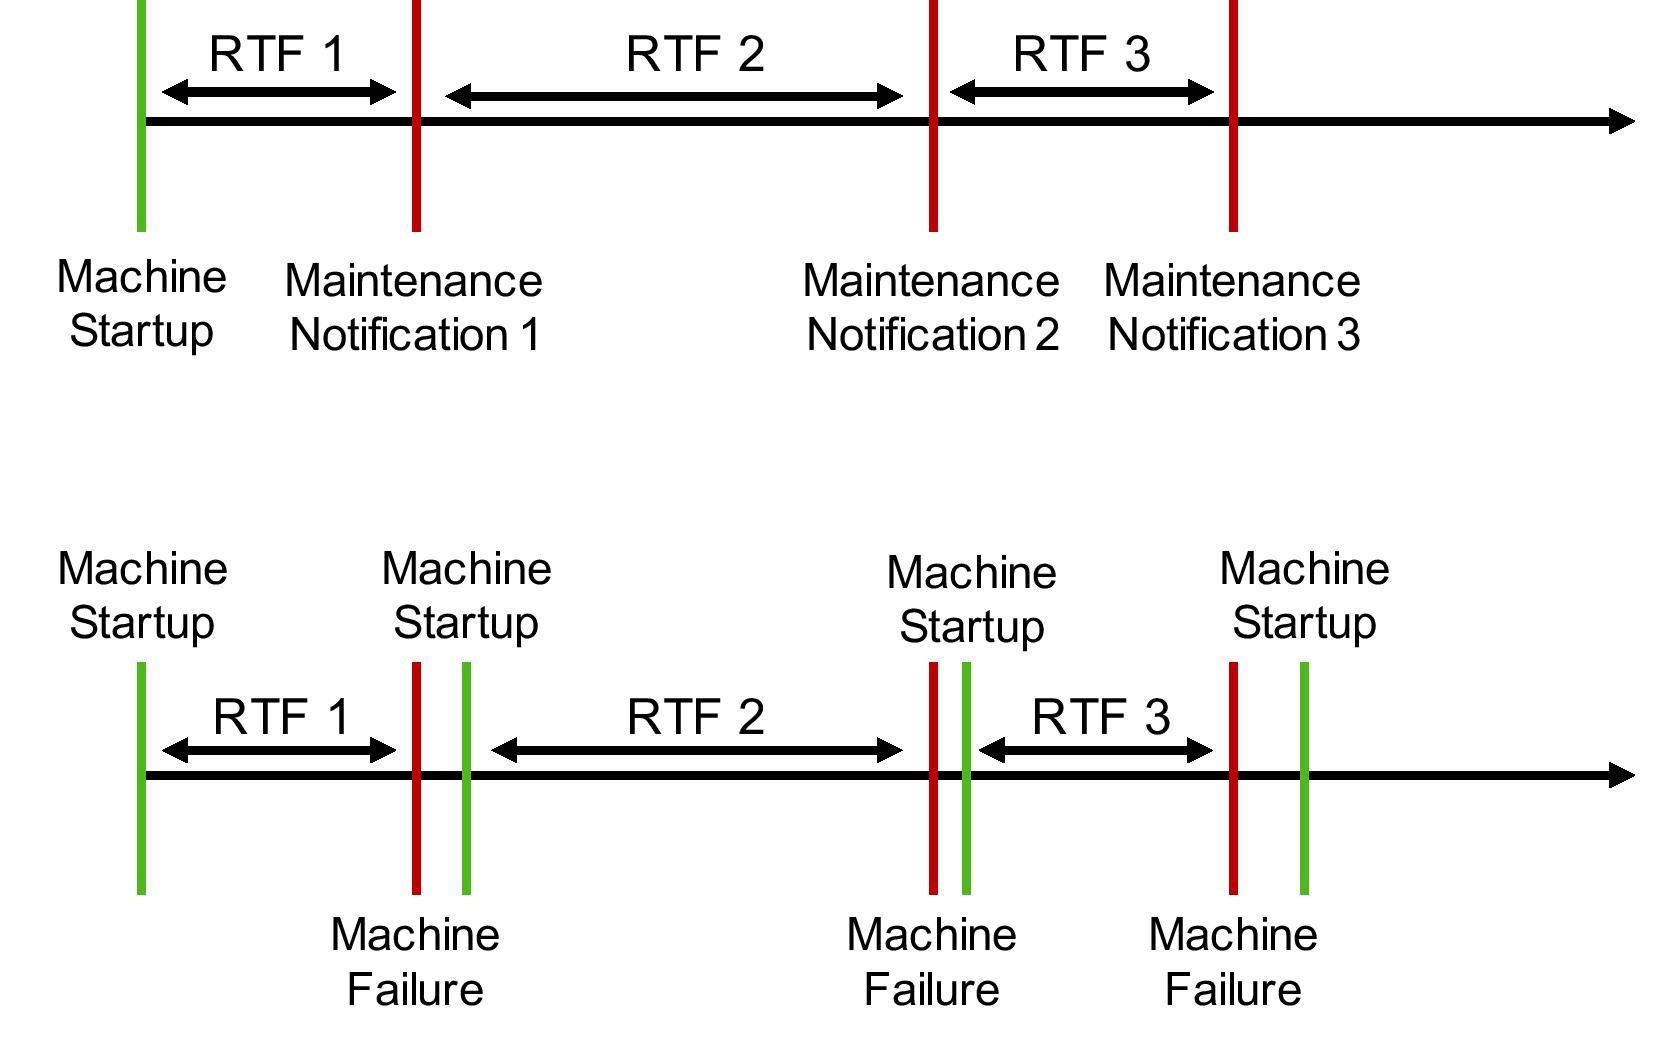 RTF 1
RTF 2
RTF 3
Machine
Startup
Maintenance
Notification 1
Maintenance
Notification 2
Maintenance
Notification 3
Machine
Startup
Machine
Startup
Machine
Startup
Machine
Startup
RTF 1
RTF 2
RTF 3
Machine
Failure
Machine
Failure
Machine
Failure